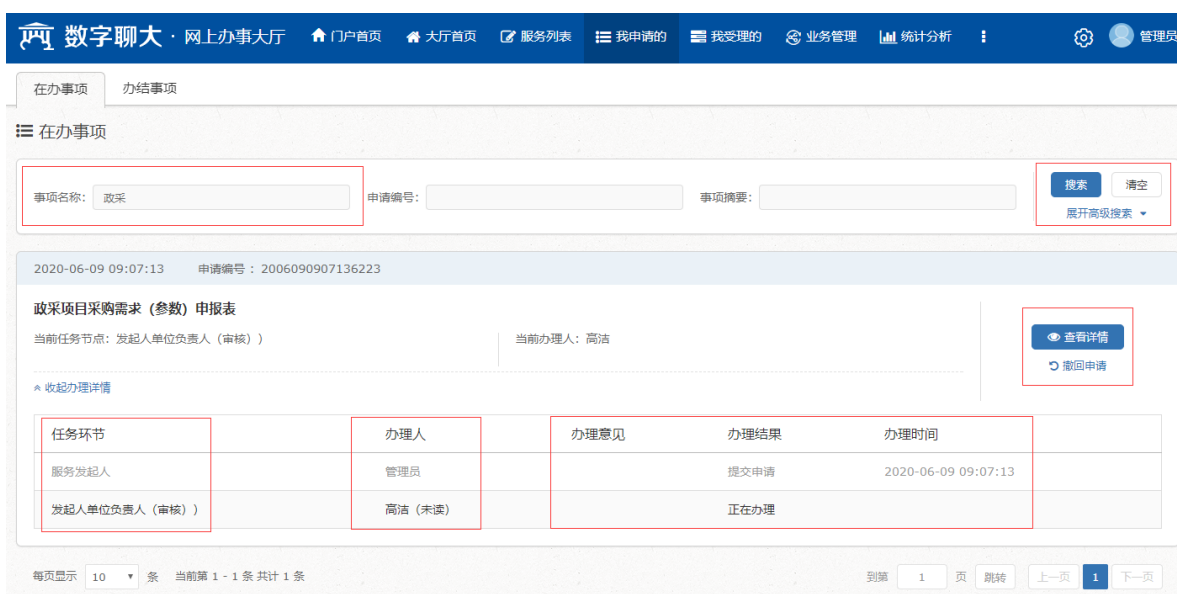 数字聊大 · 网上办事大厅 门户首页 大厅首页 服务列表 我申请的 我受理的 业务管理 统计分析 管理员
在办事项 办结事项
在办事项
事项名称: 政采 申请编号: 事项摘要: 搜索 清空
展开高级搜索
2020-06-09 09:07:13 申请编号 : 2006090907136223
政采项目采购需求（参数）申报表
当前任务节点: 发起人单位负责人（审核）） 当前办理人: 高洁 查看详情
撤回申请
收起办理详情
任务环节 办理人 办理意见 办理结果 办理时间
服务发起人 管理员 提交申请 2020-06-09 09:07:13
发起人单位负责人（审核）） 高洁（未读） 正在办理
每页显示 10 条 当前第 1 - 1 条 共计 1 条 到第 1 页 跳转 上一页 1 下一页